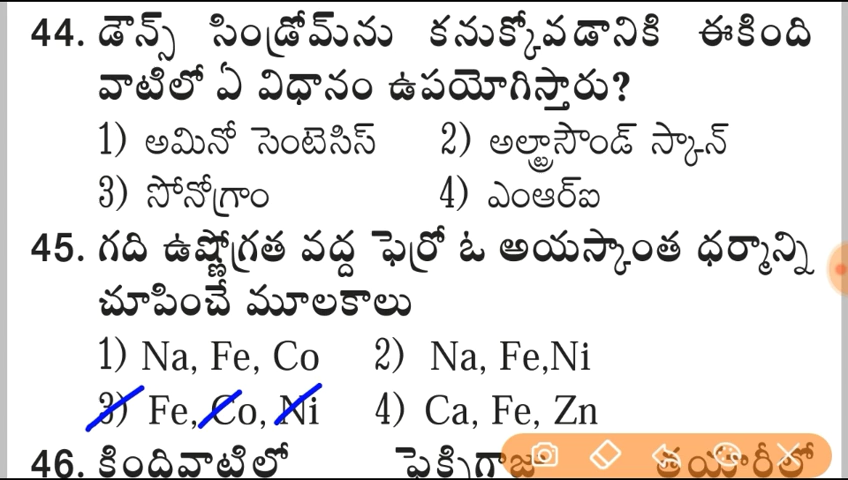 44. డౌన్స్ సిండ్రోమ్‌ను కనుక్కోవడానికి ఈకింది
వాటిలో ఏ విధానం ఉపయోగిస్తారు?
1) అమినో సెంటెసిస్ 2) అల్ట్రాసౌండ్ స్కాన్
3) సోనోగ్రాం 4) ఎంఆర్ఐ
45. గది ఉష్ణోగ్రత వద్ద ఫెర్రో ఓ అయస్కాంత ధర్మాన్ని
చూపించే మూలకాలు
1) Na, Fe, Co 2) Na, Fe,Ni
3) Fe, Co, Ni 4) Ca, Fe, Zn
46. కిందివాటిలో